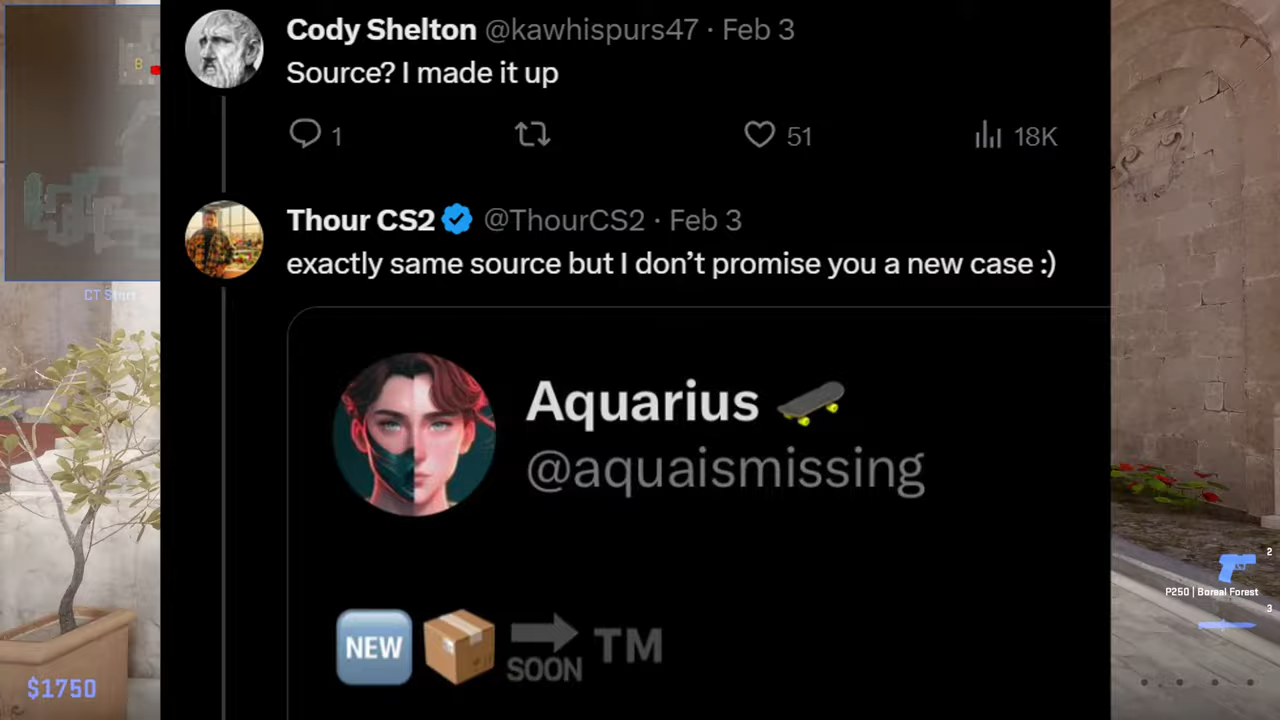 Cody Shelton @kawhispurs47 · Feb 3
Source? I made it up
1 51 18K
Thour CS2 @ThourCS2 · Feb 3
exactly same source but I don't promise you a new case :)
Aquarius
@aquaismissing
NEW SOON TM
B
CT Start
$1750
2
P250 | Boreal Forest
3